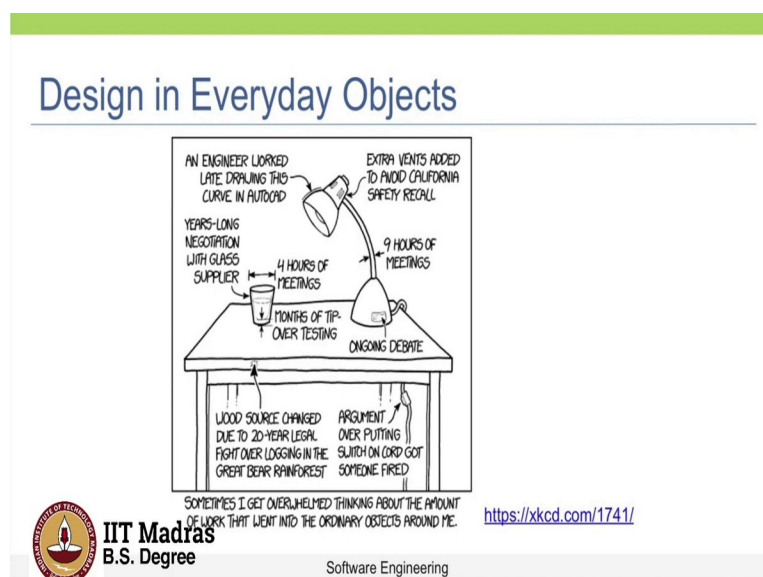 Design in Everyday Objects
AN ENGINEER WORKED
LATE DRAWING THIS
CURVE IN AUTOCAD
EXTRA VENTS ADDED
TO AVOID CALIFORNIA
SAFETY RECALL
YEARS-LONG
NEGOTIATION
WITH GLASS
SUPPLIER
4 HOURS OF
MEETINGS
9 HOURS OF
MEETINGS
MONTHS OF TIP-
OVER TESTING
ONGOING DEBATE
WOOD SOURCE CHANGED
DUE TO 20-YEAR LEGAL
FIGHT OVER LOGGING IN THE
GREAT BEAR RAINFOREST
ARGUMENT
OVER PUTTING
SWITCH ON CORD GOT
SOMEONE FIRED
SOMETIMES I GET OVERWHELMED THINKING ABOUT THE AMOUNT
OF WORK THAT WENT INTO THE ORDINARY OBJECTS AROUND ME.
https://xkcd.com/1741/
IIT Madras
B.S. Degree
Software Engineering